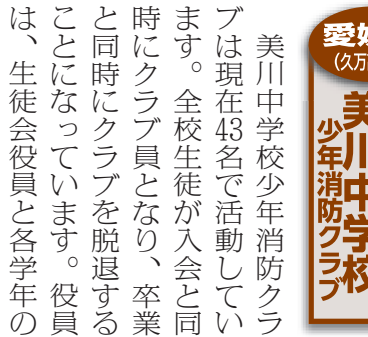 愛媛
(久万
美川中学校
少年消防クラブ
美川中学校少年消防クラ
ブは現在43名で活動してい
ます。全校生徒が入会と同
時にクラブ員となり、卒業
と同時にクラブを脱退する
ことになっています。役員
は、生徒会役員と各学年の